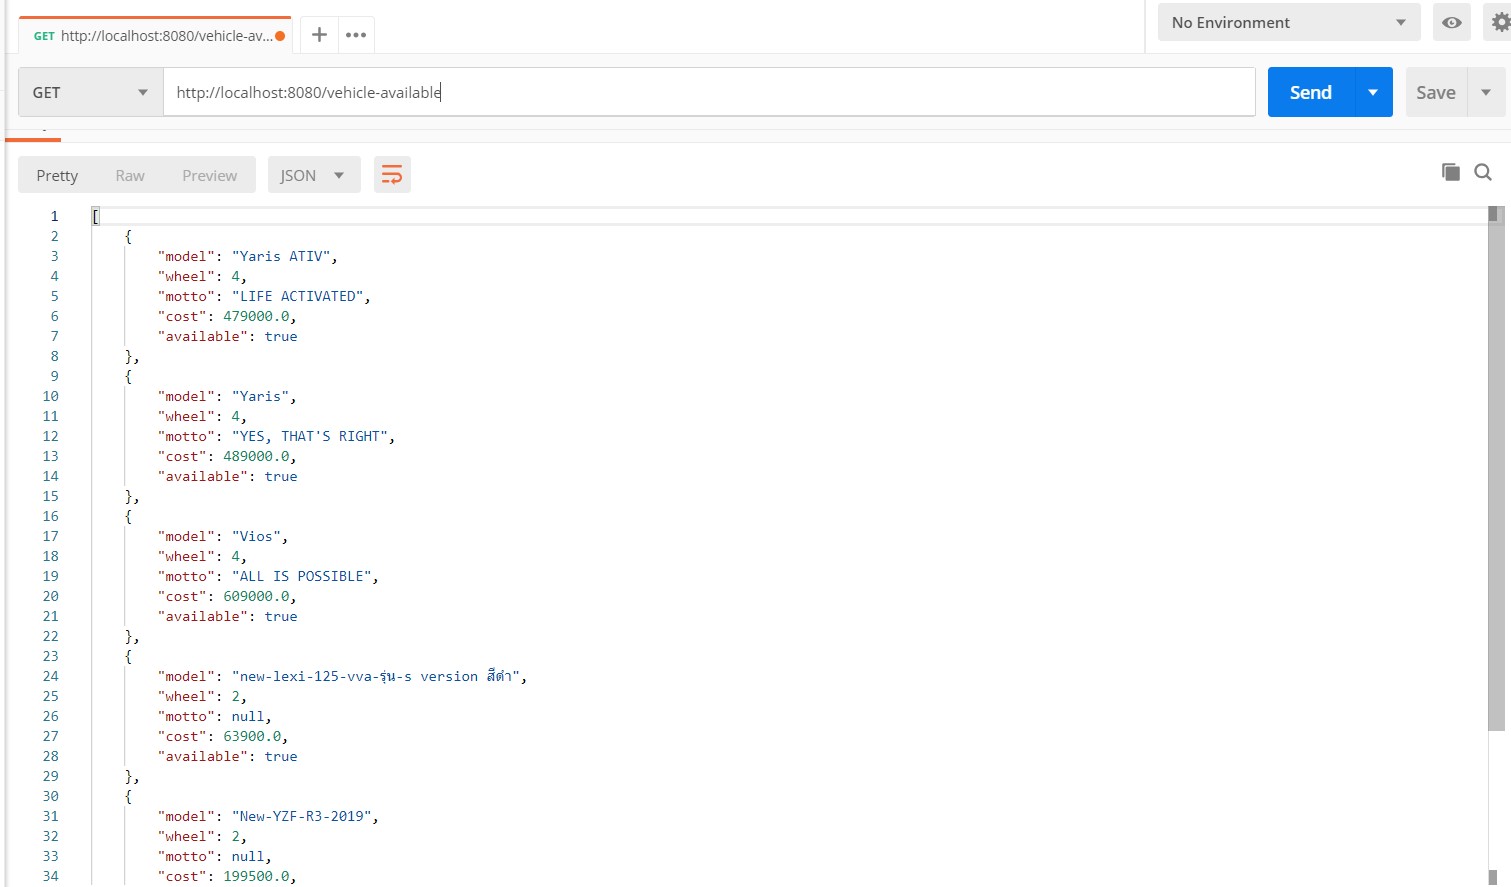 GET http://localhost:8080/vehicle-av...
No Environment
GET http://localhost:8080/vehicle-available Send Save
Pretty Raw Preview JSON
1 [
2 {
3 "model": "Yaris ATIV",
4 "wheel": 4,
5 "motto": "LIFE ACTIVATED",
6 "cost": 479000.0,
7 "available": true
8 },
9 {
10 "model": "Yaris",
11 "wheel": 4,
12 "motto": "YES, THAT'S RIGHT",
13 "cost": 489000.0,
14 "available": true
15 },
16 {
17 "model": "Vios",
18 "wheel": 4,
19 "motto": "ALL IS POSSIBLE",
20 "cost": 609000.0,
21 "available": true
22 },
23 {
24 "model": "new-lexi-125-vva-รุ่น-s version สีดำ",
25 "wheel": 2,
26 "motto": null,
27 "cost": 63900.0,
28 "available": true
29 },
30 {
31 "model": "New-YZF-R3-2019",
32 "wheel": 2,
33 "motto": null,
34 "cost": 199500.0,